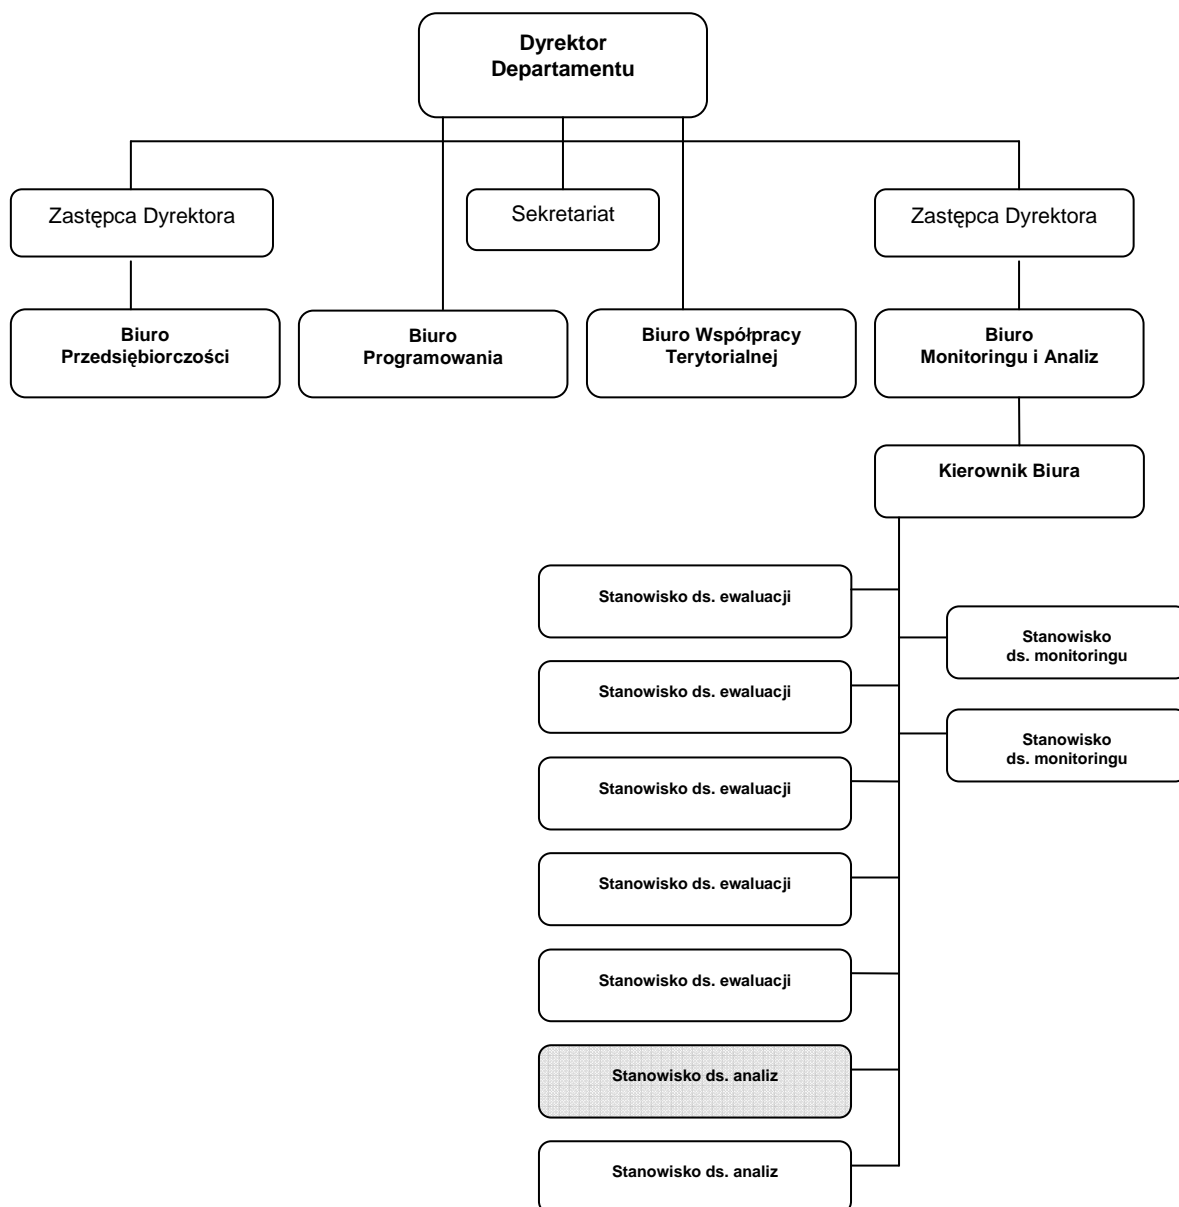 Dyrektor
Departamentu
Zastępca Dyrektora
Sekretariat
Zastępca Dyrektora
Biuro
Przedsiębiorczości
Biuro
Programowania
Biuro Współpracy
Terytorialnej
Biuro
Monitoringu i Analiz
Kierownik Biura
Stanowisko ds. ewaluacji
Stanowisko
ds. monitoringu
Stanowisko ds. ewaluacji
Stanowisko
ds. monitoringu
Stanowisko ds. ewaluacji
Stanowisko ds. ewaluacji
Stanowisko ds. ewaluacji
Stanowisko ds. analiz
Stanowisko ds. analiz